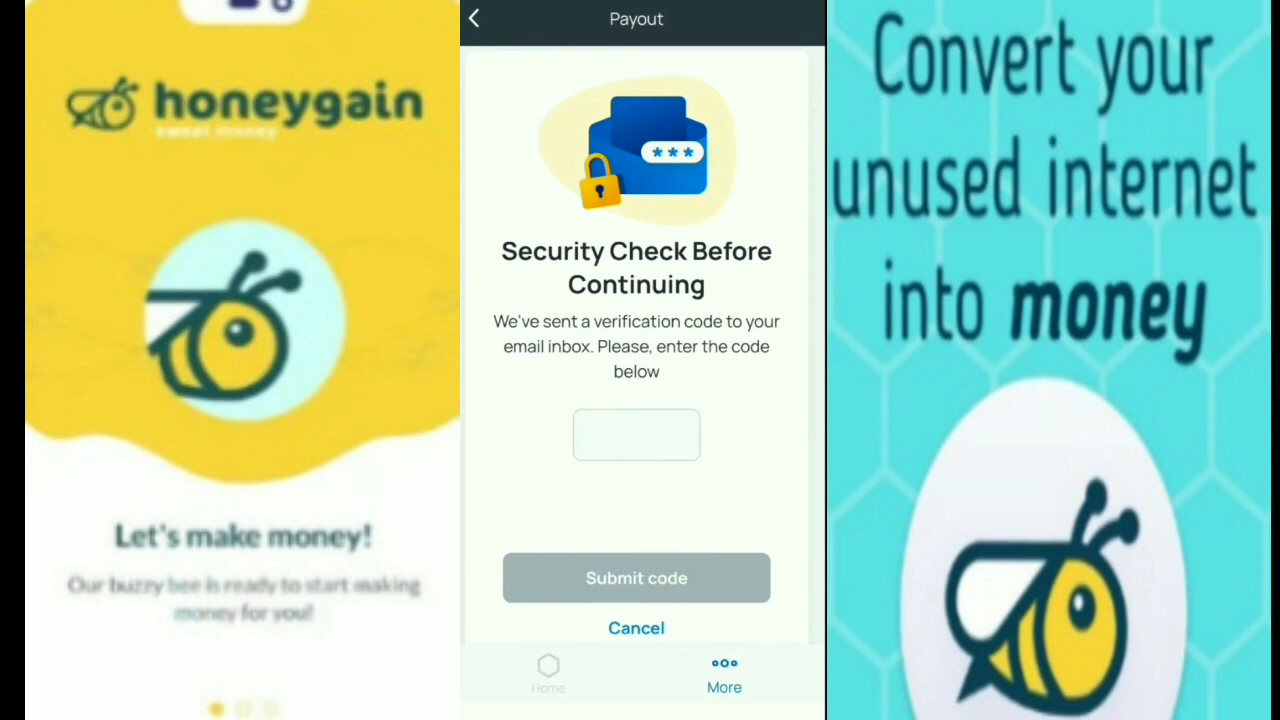 honeygain
sweet money
Let's make money!
Our buzzy bee is ready to start making
money for you!
Payout
***
Security Check Before
Continuing
We've sent a verification code to your
email inbox. Please, enter the code
below
Submit code
Cancel
Home
More
Convert your
unused internet
into money